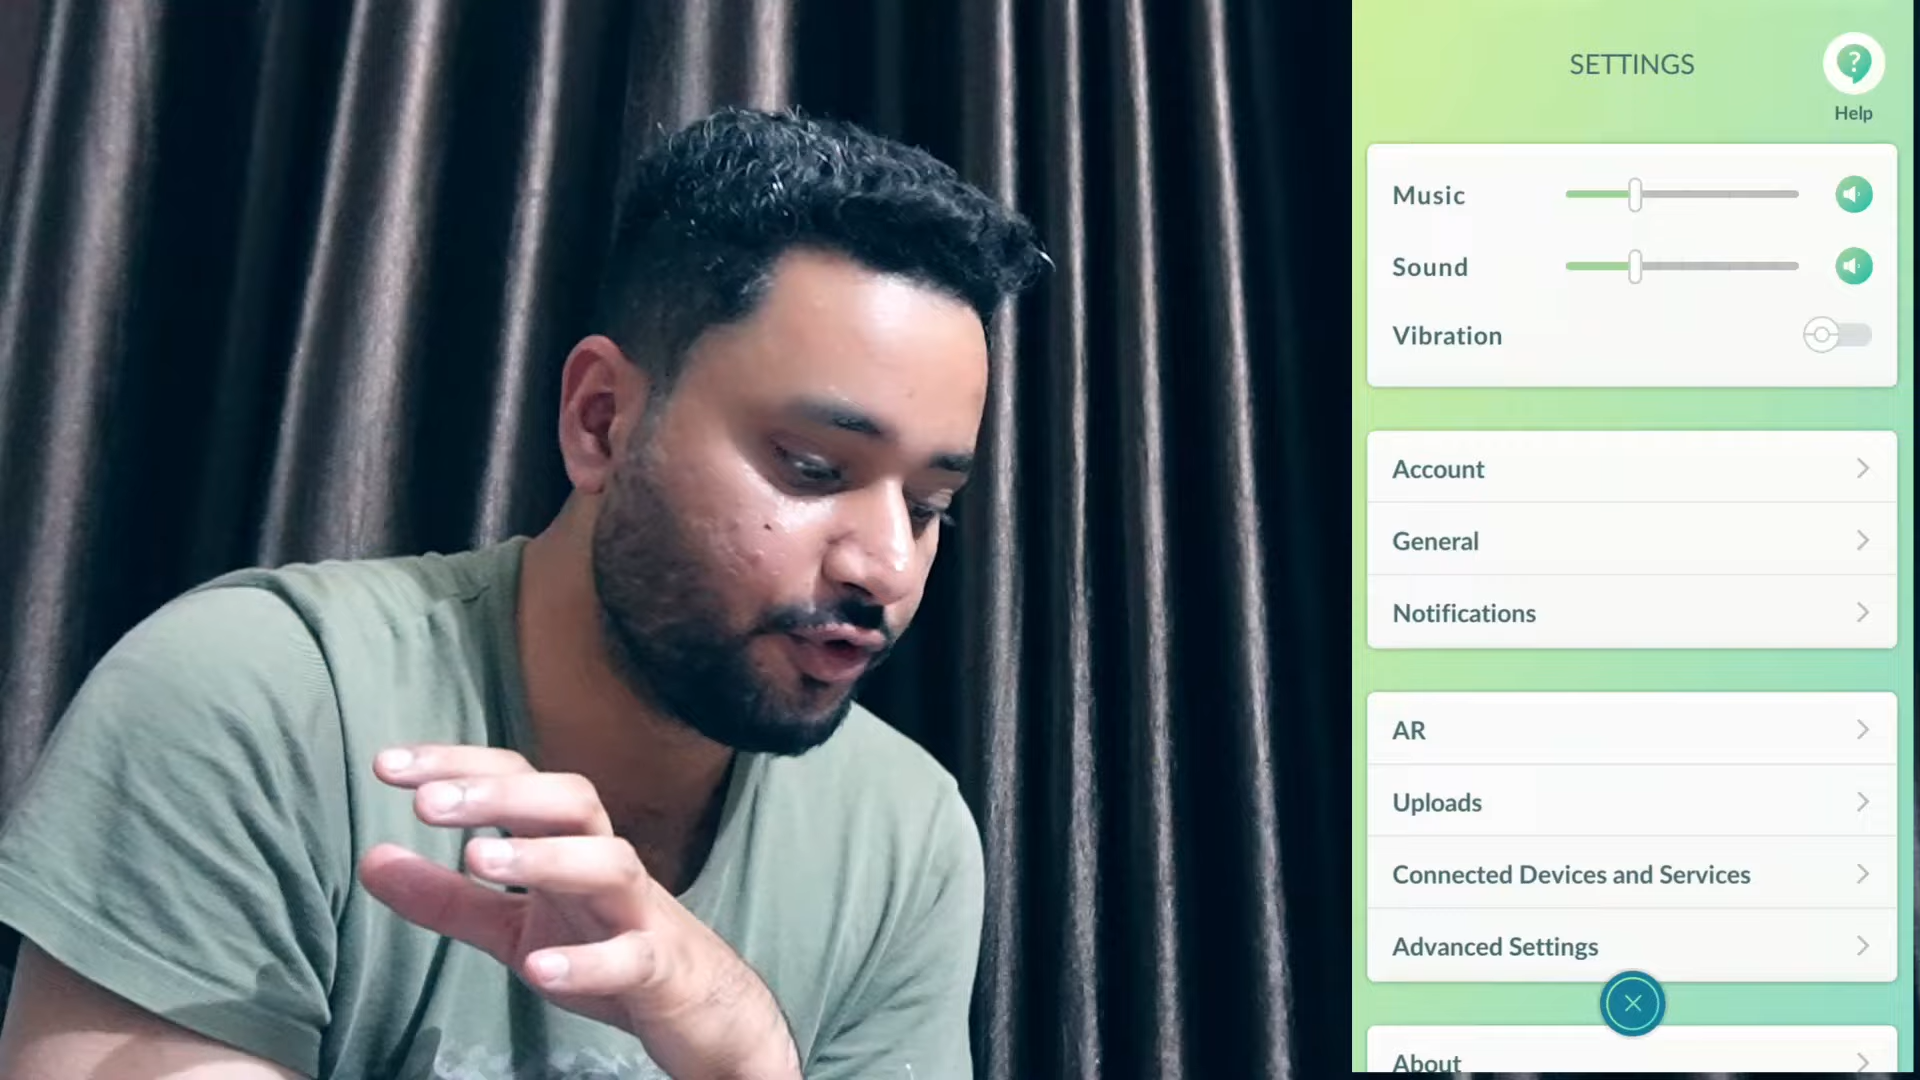 SETTINGS
Help
Music
Sound
Vibration
Account
General
Notifications
AR
Uploads
Connected Devices and Services
Advanced Settings
About